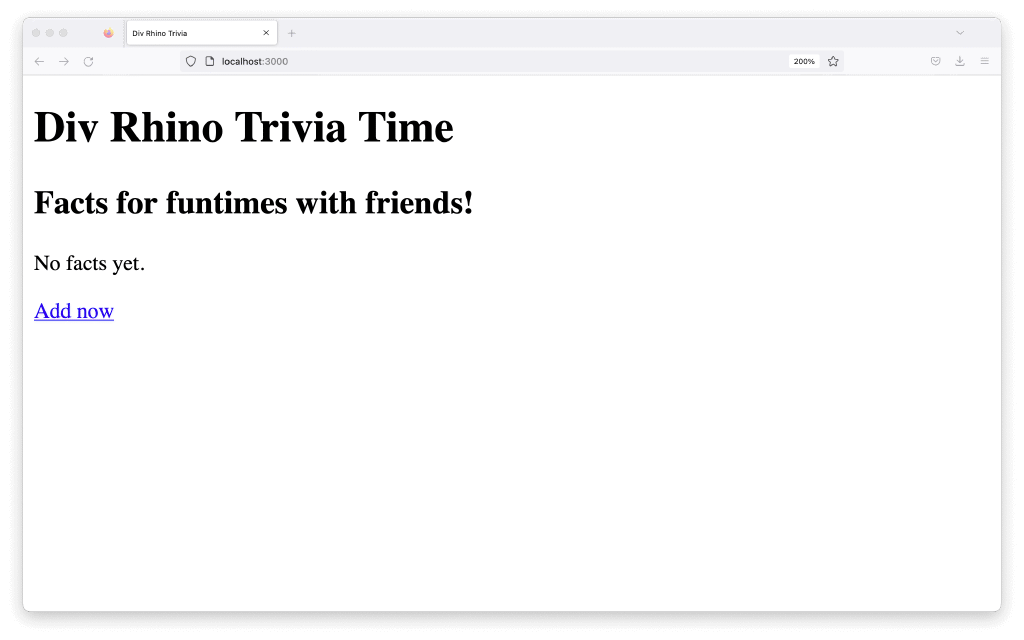 Div Rhino Trivia
localhost:3000
200%
Div Rhino Trivia Time
Facts for funtimes with friends!
No facts yet.
Add now